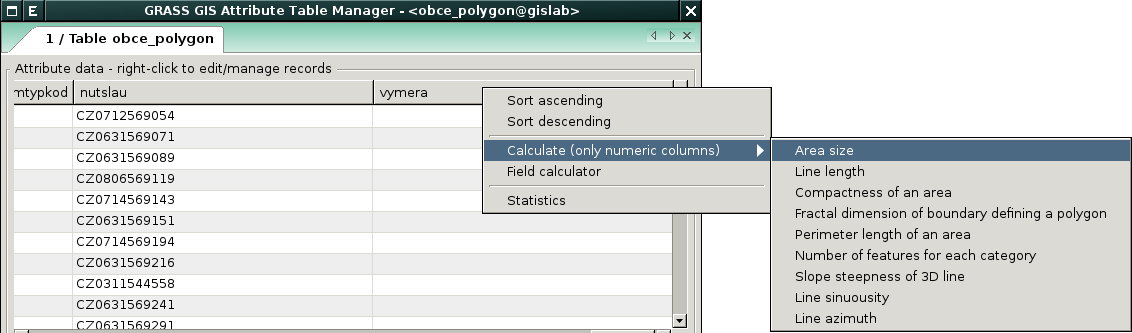 E GRASS GIS Attribute Table Manager - <obce_polygon@gislab>
1 / Table obce_polygon
Attribute data - right-click to edit/manage records
mtypkod nutslau vymera
CZ0712569054
CZ0631569071
CZ0631569089
CZ0806569119
CZ0714569143
CZ0631569151
CZ0714569194
CZ0631569216
CZ0311544558
CZ0631569241
CZ0631569291
Sort ascending
Sort descending
Calculate (only numeric columns)
Field calculator
Statistics
Area size
Line length
Compactness of an area
Fractal dimension of boundary defining a polygon
Perimeter length of an area
Number of features for each category
Slope steepness of 3D line
Line sinuousity
Line azimuth